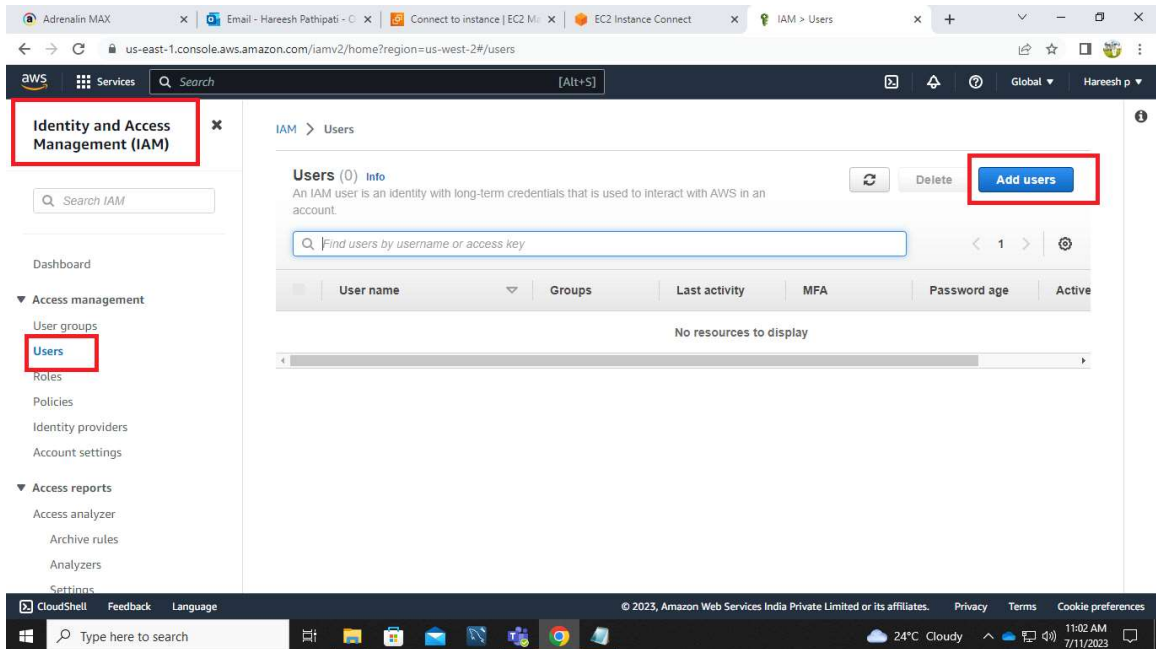 Adrenalin MAX
Email - Hareesh Pathipati - O
Connect to instance | EC2 M
EC2 Instance Connect
IAM > Users
us-east-1.console.aws.amazon.com/iamv2/home?region=us-west-2#/users
aws
Services
Search
[Alt+S]
Global
Hareesh p
Identity and Access
Management (IAM)
Search IAM
Dashboard
Access management
User groups
Users
Roles
Policies
Identity providers
Account settings
Access reports
Access analyzer
Archive rules
Analyzers
Settings
IAM > Users
Users (0) Info
An IAM user is an identity with long-term credentials that is used to interact with AWS in an
account.
Delete
Add users
Find users by username or access key
1
User name Groups Last activity MFA Password age Active
No resources to display
CloudShell Feedback Language
© 2023, Amazon Web Services India Private Limited or its affiliates. Privacy Terms Cookie preferences
Type here to search
24°C Cloudy
11:02 AM
7/11/2023